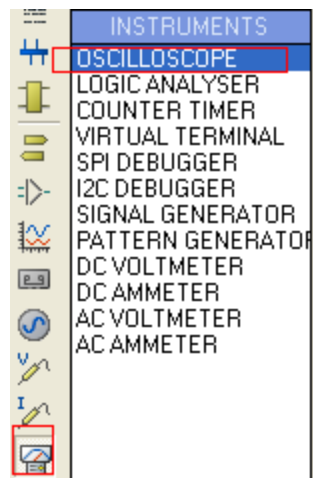 INSTRUMENTS
OSCILLOSCOPE
LOGIC ANALYSER
COUNTER TIMER
VIRTUAL TERMINAL
SPI DEBUGGER
I2C DEBUGGER
SIGNAL GENERATOR
PATTERN GENERATOR
DC VOLTMETER
DC AMMETER
AC VOLTMETER
AC AMMETER
V
I